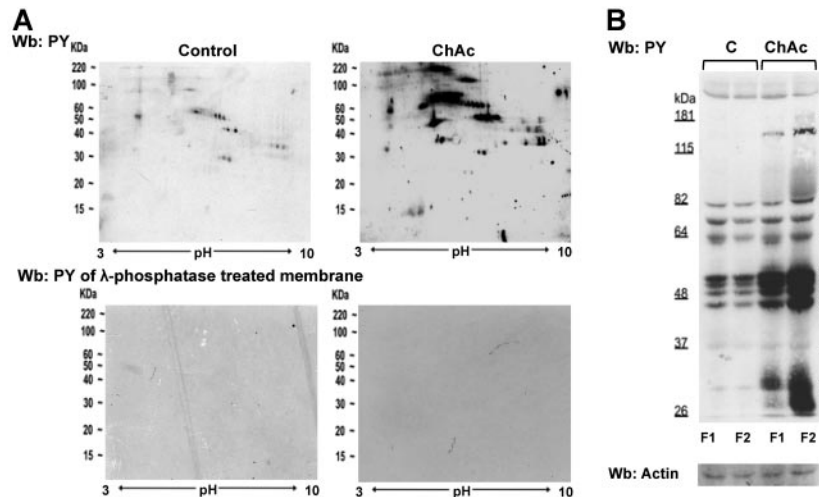 A
Wb: PY
Control
ChAc
KDa
220
100
60
50
40
30
20
15
3 pH 10
KDa
220
100
60
50
40
30
20
15
3 pH 10
Wb: PY of λ-phosphatase treated membrane
KDa
220
100
60
50
40
30
20
15
3 pH 10
KDa
220
100
60
50
40
30
20
15
3 pH 10
B
Wb: PY
C ChAc
kDa
181
115
82
64
48
37
26
F1 F2 F1 F2
Wb: Actin